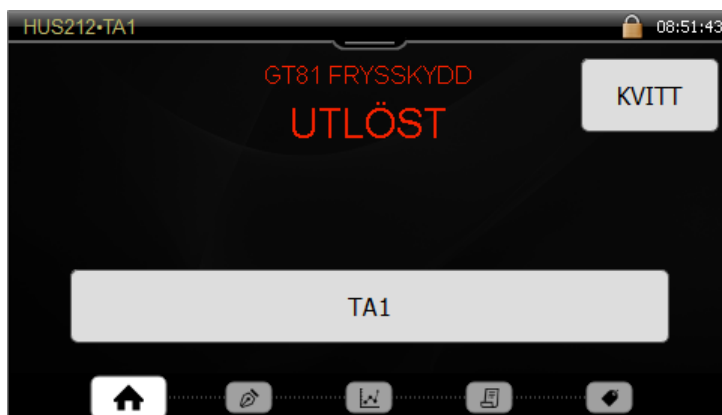 HUS212•TA1
08:51:43
GT81 FRYSSKYDD
UTLÖST
KVITT
TA1